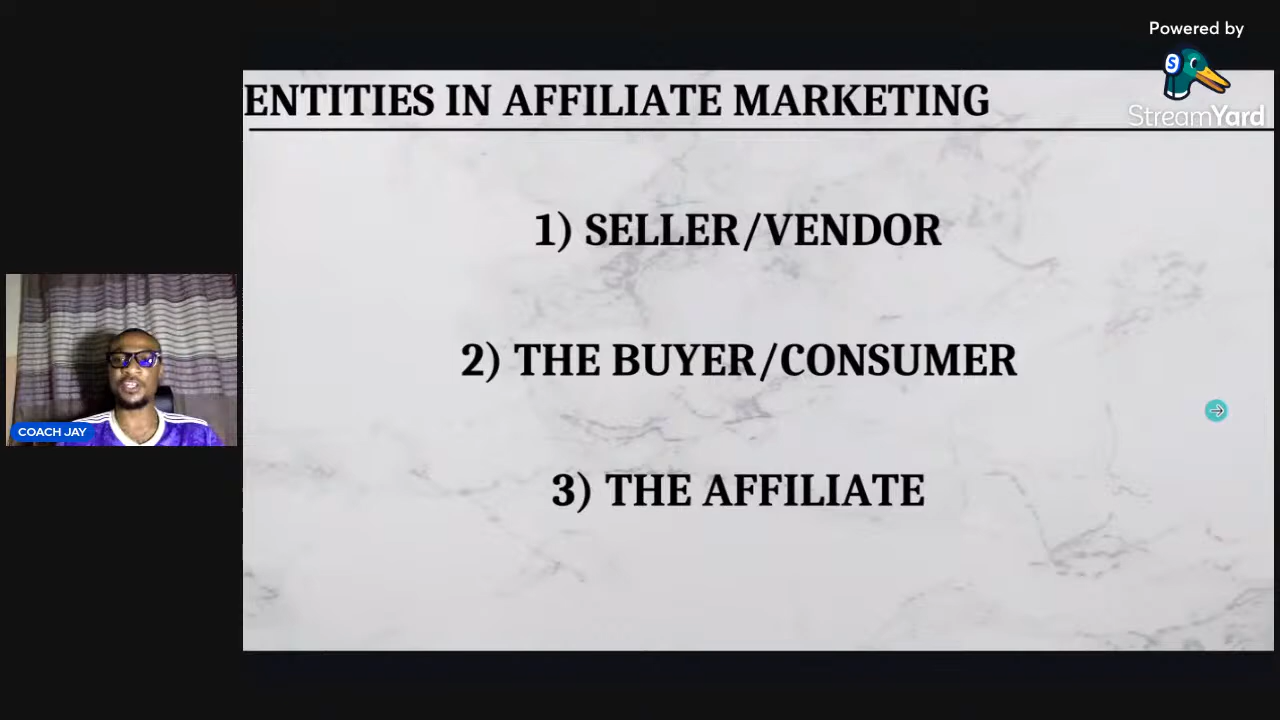 Powered by
StreamYard
ENTITIES IN AFFILIATE MARKETING
1) SELLER/VENDOR
2) THE BUYER/CONSUMER
3) THE AFFILIATE
COACH JAY